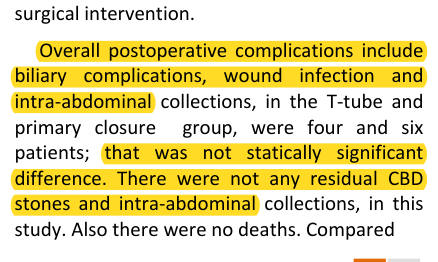 surgical intervention.
Overall postoperative complications include
biliary complications, wound infection and
intra-abdominal collections, in the T-tube and
primary closure group, were four and six
patients; that was not statically significant
difference. There were not any residual CBD
stones and intra-abdominal collections, in this
study. Also there were no deaths. Compared